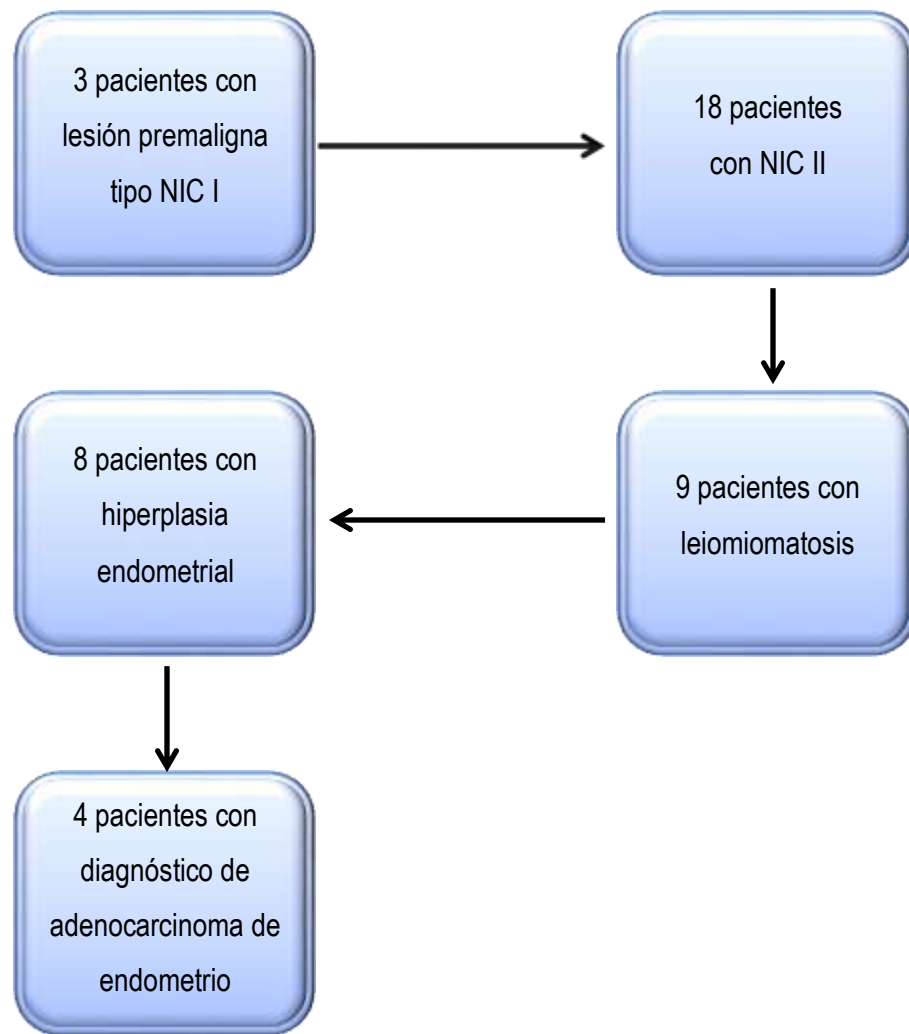 3 pacientes con
lesión premaligna
tipo NIC I
18 pacientes
con NIC II
9 pacientes con
leiomiomatosis
8 pacientes con
hiperplasia
endometrial
4 pacientes con
diagnóstico de
adenocarcinoma de
endometrio